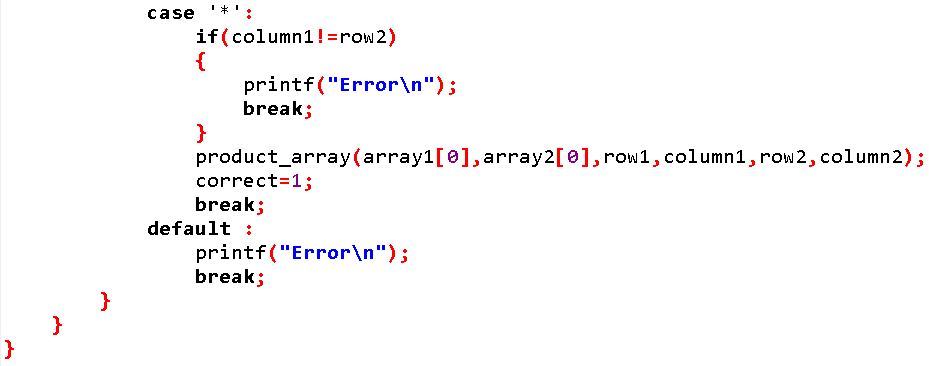 case '*':
if(column1!=row2)
{
printf("Error\n");
break;
}
product_array(array1[0],array2[0],row1,column1,row2,column2);
correct=1;
break;
default :
printf("Error\n");
break;
}
}
}